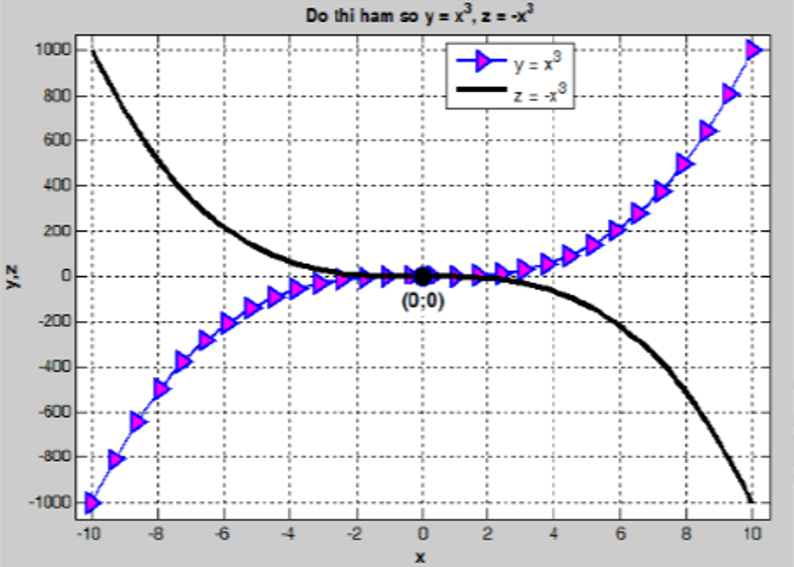 Do thi ham so y = x³, z = -x³
y = x³
z = -x³
1000
800
600
400
200
0
-200
-400
-600
-800
-1000
y,z
(0;0)
-10 -8 -6 -4 -2 0 2 4 6 8 10
x